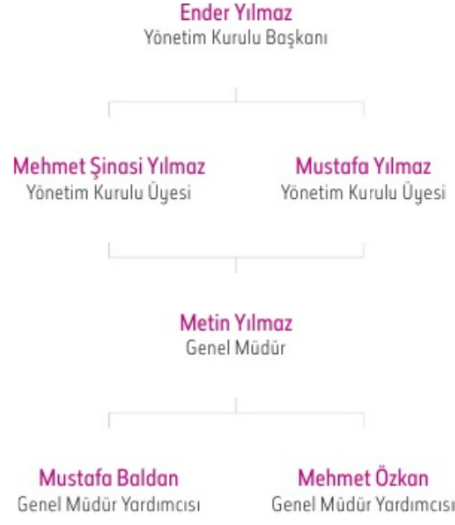 Ender Yılmaz
Yönetim Kurulu Başkanı
Mehmet Şinasi Yılmaz
Yönetim Kurulu Üyesi
Mustafa Yılmaz
Yönetim Kurulu Üyesi
Metin Yılmaz
Genel Müdür
Mustafa Baldan
Genel Müdür Yardımcısı
Mehmet Özkan
Genel Müdür Yardımcısı